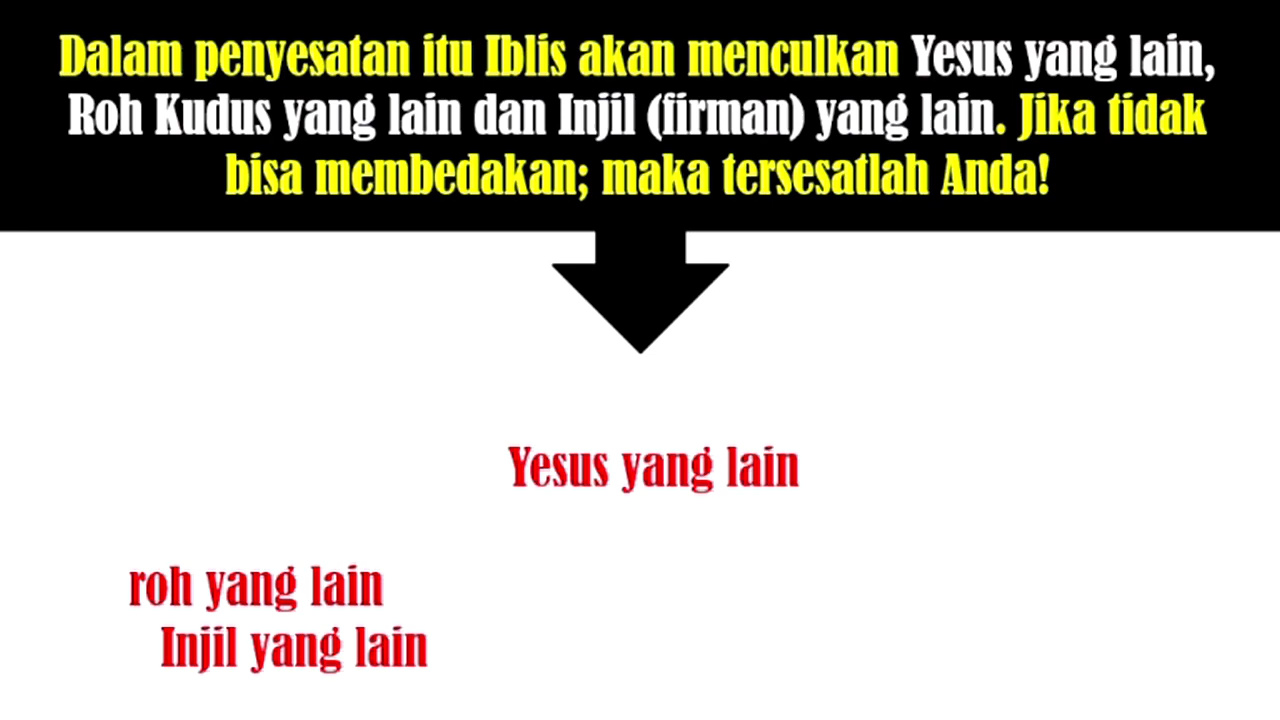 Dalam penyesatan itu Iblis akan menculkan Yesus yang lain,
Roh Kudus yang lain dan Injil (firman) yang lain. Jika tidak
bisa membedakan; maka tersesatlah Anda!
Yesus yang lain
roh yang lain
Injil yang lain